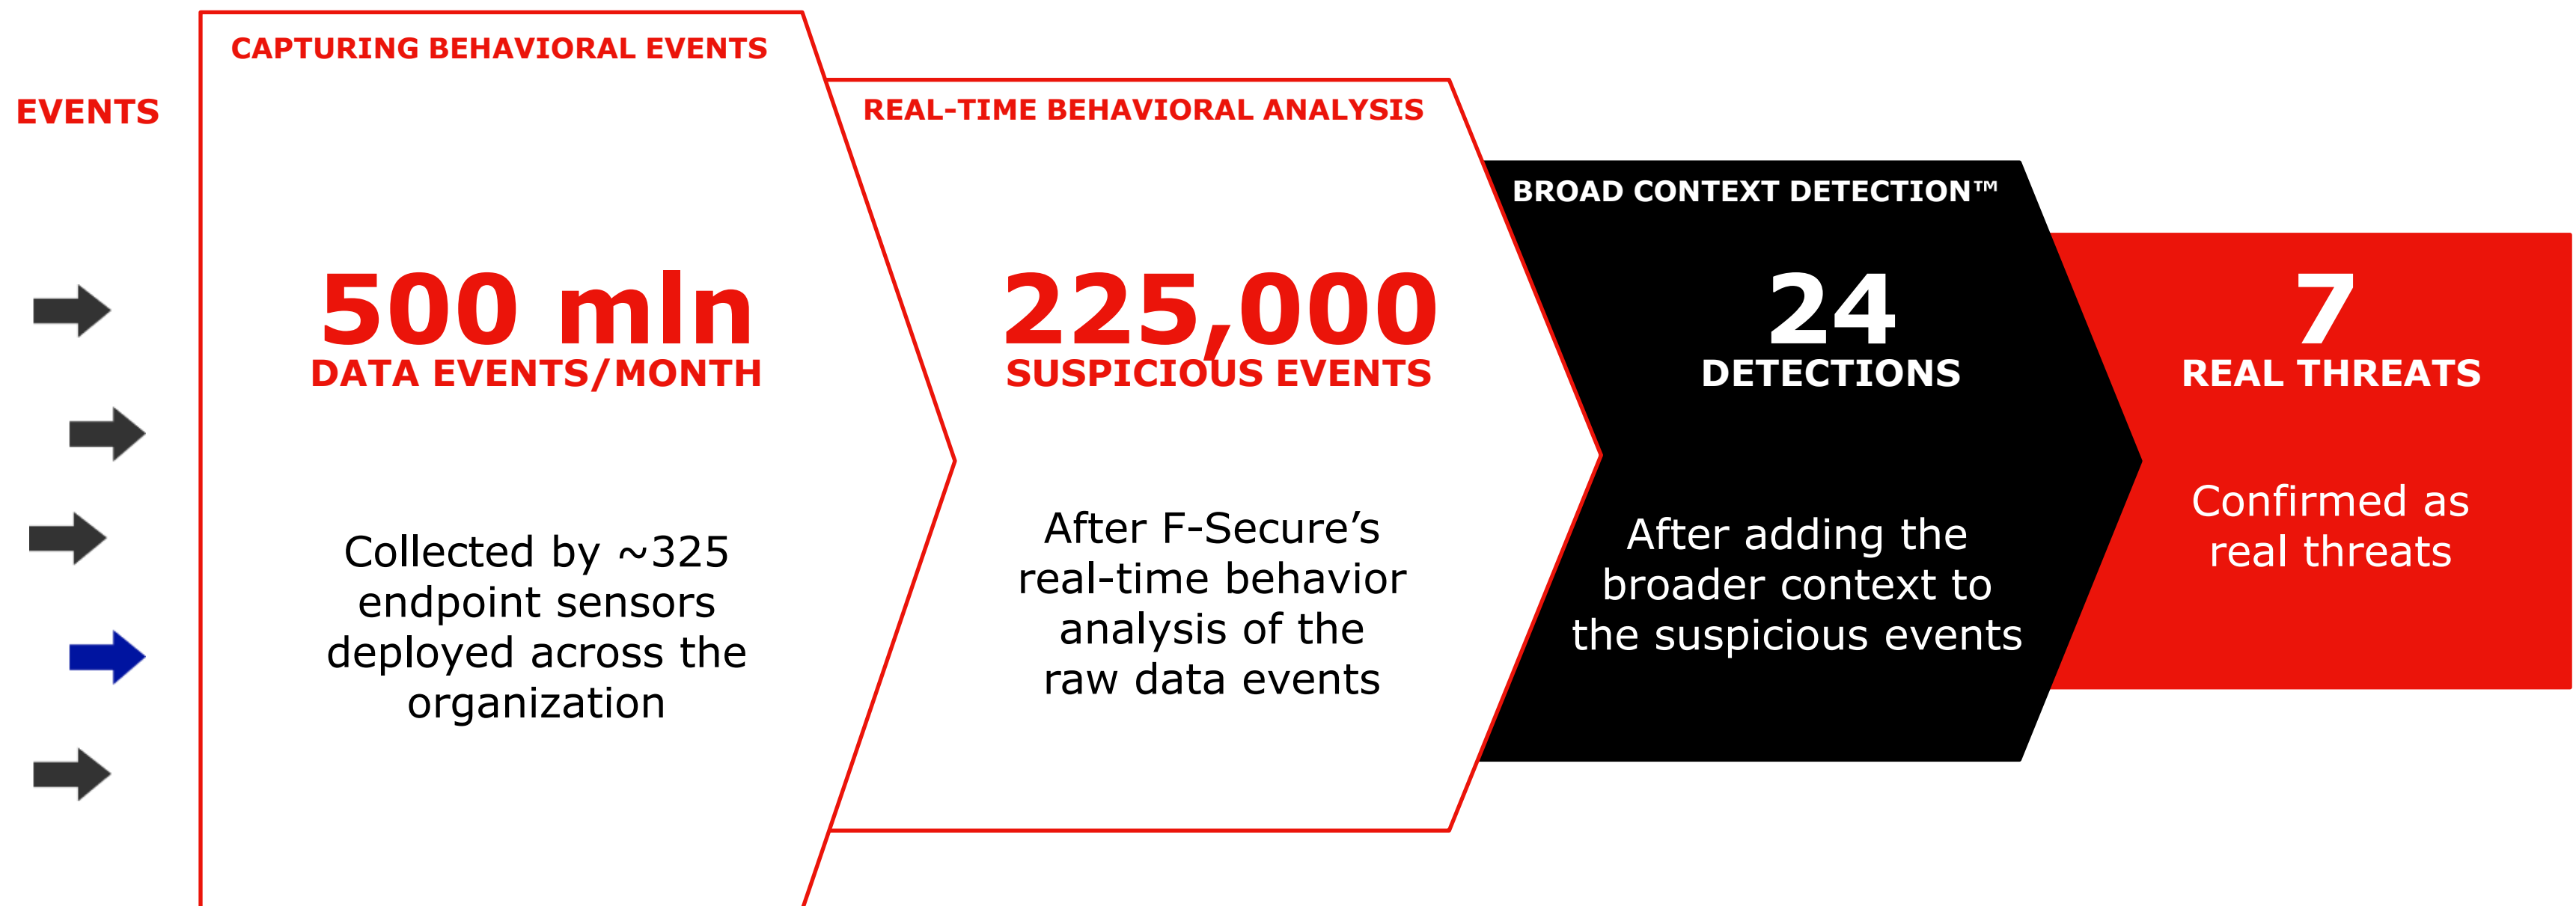 EVENTS
CAPTURING BEHAVIORAL EVENTS
500 mln
DATA EVENTS/MONTH
Collected by ~325
endpoint sensors
deployed across the
organization
REAL-TIME BEHAVIORAL ANALYSIS
225,000
SUSPICIOUS EVENTS
After F-Secure’s
real-time behavior
analysis of the
raw data events
BROAD CONTEXT DETECTION™
24
DETECTIONS
After adding the
broader context to
the suspicious events
7
REAL THREATS
Confirmed as
real threats